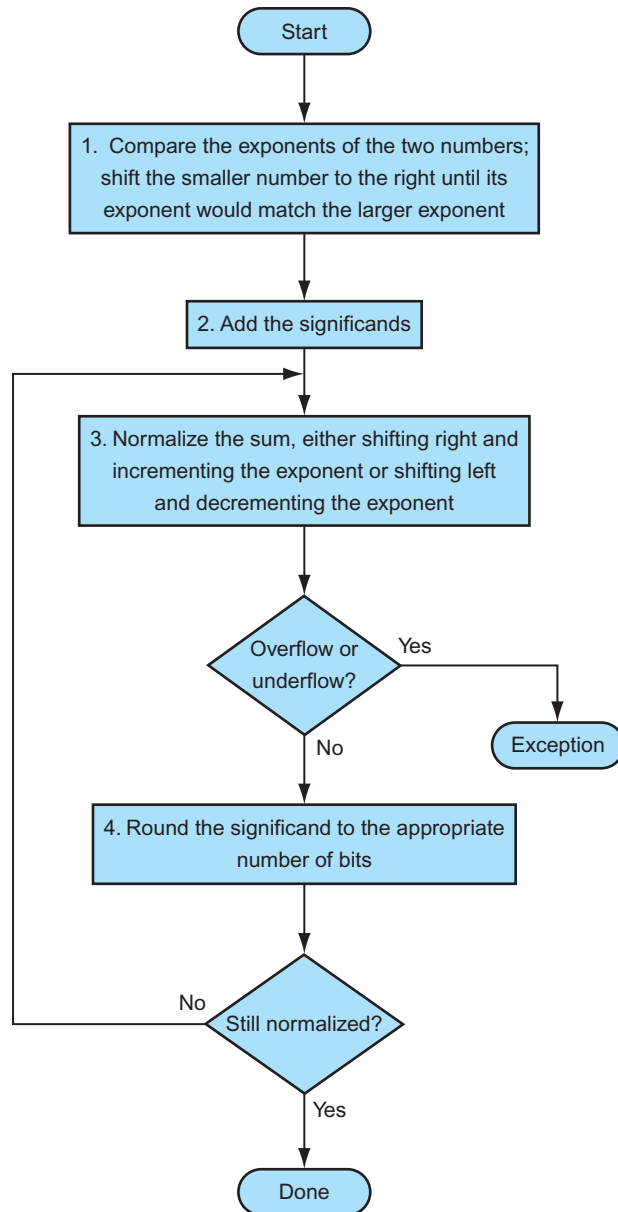 Start
1. Compare the exponents of the two numbers;
shift the smaller number to the right until its
exponent would match the larger exponent
2. Add the significands
3. Normalize the sum, either shifting right and
incrementing the exponent or shifting left
and decrementing the exponent
Overflow or
underflow?
Yes
No
Exception
4. Round the significand to the appropriate
number of bits
Still normalized?
No
Yes
Done